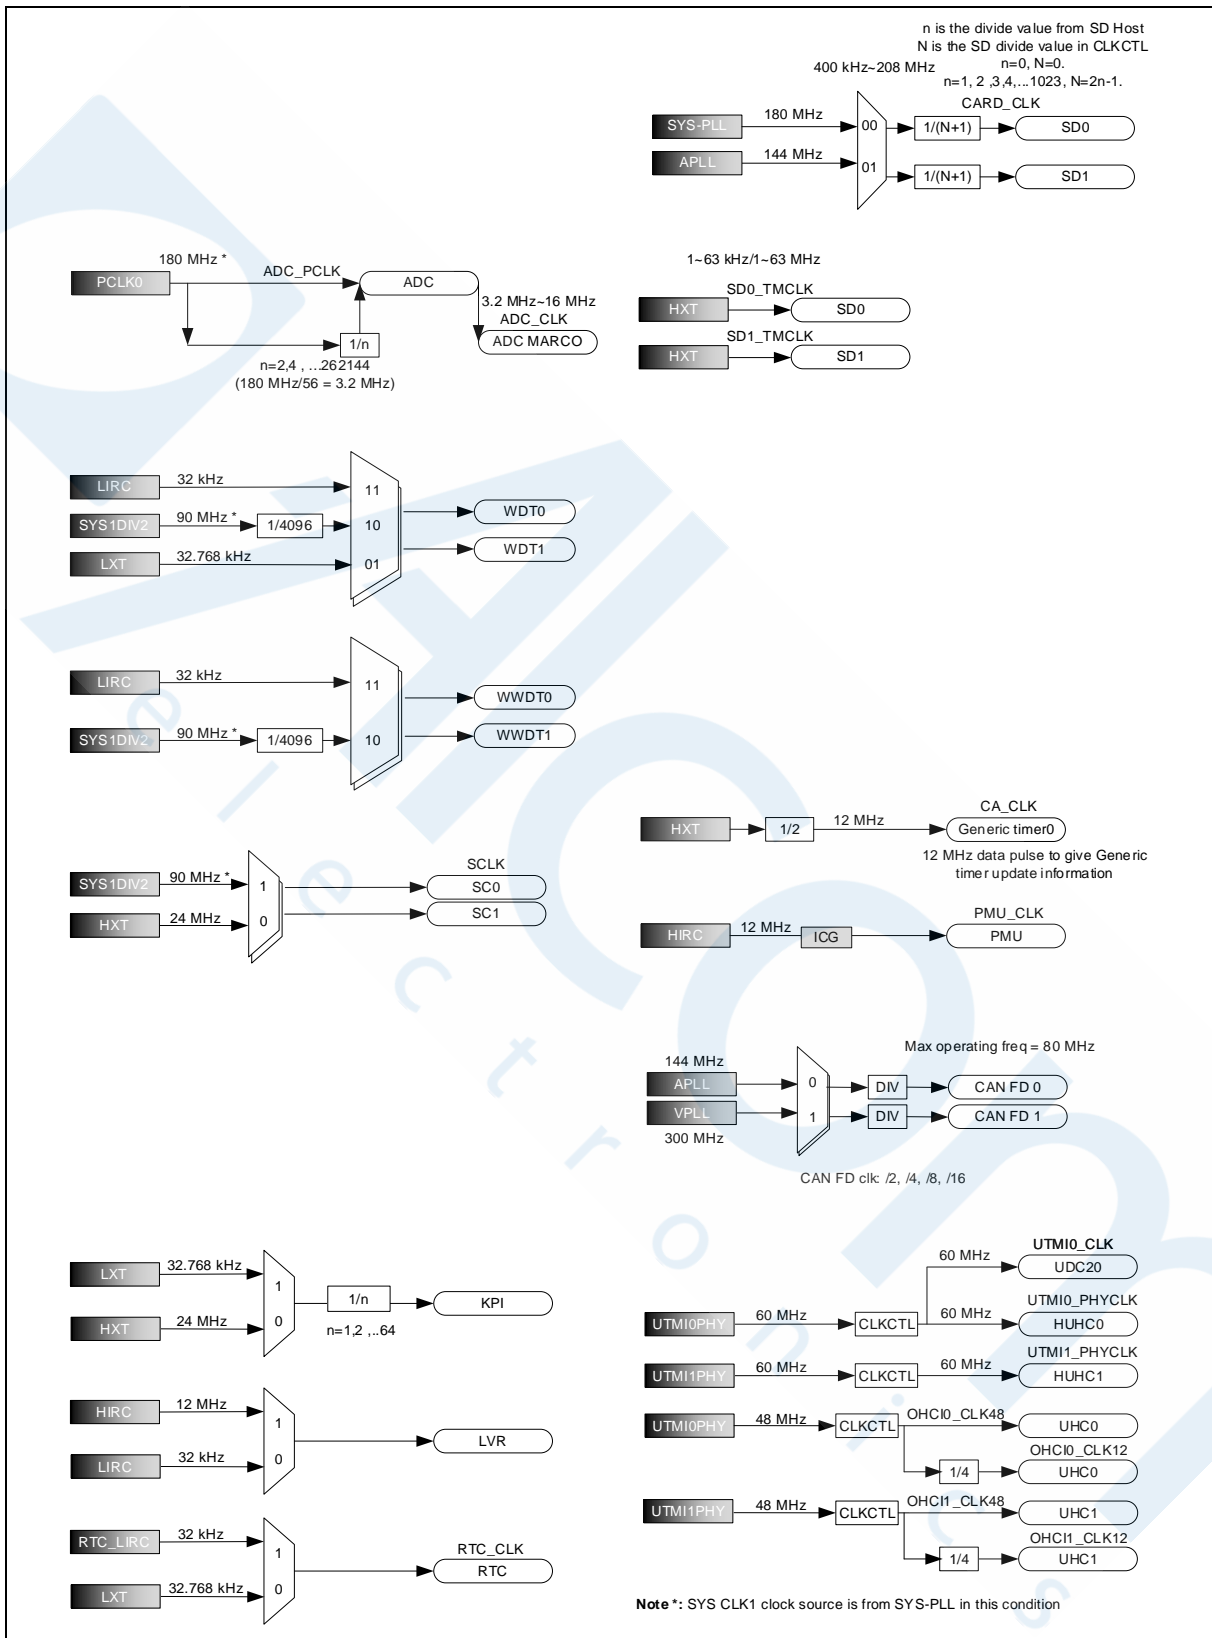 n is the divide value from SD Host
N is the SD divide value in CLKCTL
n=0, N=0.
n=1, 2 ,3,4,...1023, N=2n-1.
400 kHz~208 MHz
CARD_CLK
SYS-PLL
180 MHz
00
1/(N+1)
SD0
APLL
144 MHz
01
1/(N+1)
SD1
180 MHz *
PCLK0
ADC_PCLK
ADC
3.2 MHz~16 MHz
ADC_CLK
1/n
ADC MARCO
n=2,4 , ...262144
(180 MHz/56 = 3.2 MHz)
1~63 kHz/1~63 MHz
SD0_TMCLK
HXT
SD0
SD1_TMCLK
HXT
SD1
LIRC
32 kHz
11
SYS1DIV2
90 MHz *
1/4096
10
LXT
32.768 kHz
01
WDT0
WDT1
LIRC
32 kHz
11
SYS1DIV2
90 MHz *
1/4096
10
WWDT0
WWDT1
CA_CLK
HXT
1/2
12 MHz
Generic timer0
12 MHz data pulse to give Generic
timer update information
SCLK
SYS1DIV2
90 MHz *
1
SC0
HXT
24 MHz
0
SC1
PMU_CLK
HIRC
12 MHz
ICG
PMU
Max operating freq = 80 MHz
144 MHz
APLL
0
DIV
CAN FD 0
VPLL
1
DIV
CAN FD 1
300 MHz
CAN FD clk: /2, /4, /8, /16
LXT
32.768 kHz
1
HXT
24 MHz
0
1/n
KPI
n=1,2 ,..64
UTMI0_CLK
60 MHz
UDC20
UTMI0_PHYCLK
UTMI0PHY
60 MHz
CLKCTL
60 MHz
HUHC0
UTMI1_PHYCLK
UTMI1PHY
60 MHz
CLKCTL
60 MHz
HUHC1
HIRC
12 MHz
1
LIRC
32 kHz
0
LVR
UTMI0PHY
48 MHz
CLKCTL
OHCI0_CLK48
UHC0
OHCI0_CLK12
1/4
UHC0
UTMI1PHY
48 MHz
CLKCTL
OHCI1_CLK48
UHC1
OHCI1_CLK12
1/4
UHC1
RTC_LIRC
32 kHz
1
LXT
32.768 kHz
0
RTC_CLK
RTC
Note *: SYS CLK1 clock source is from SYS-PLL in this condition
AICOM
electronics